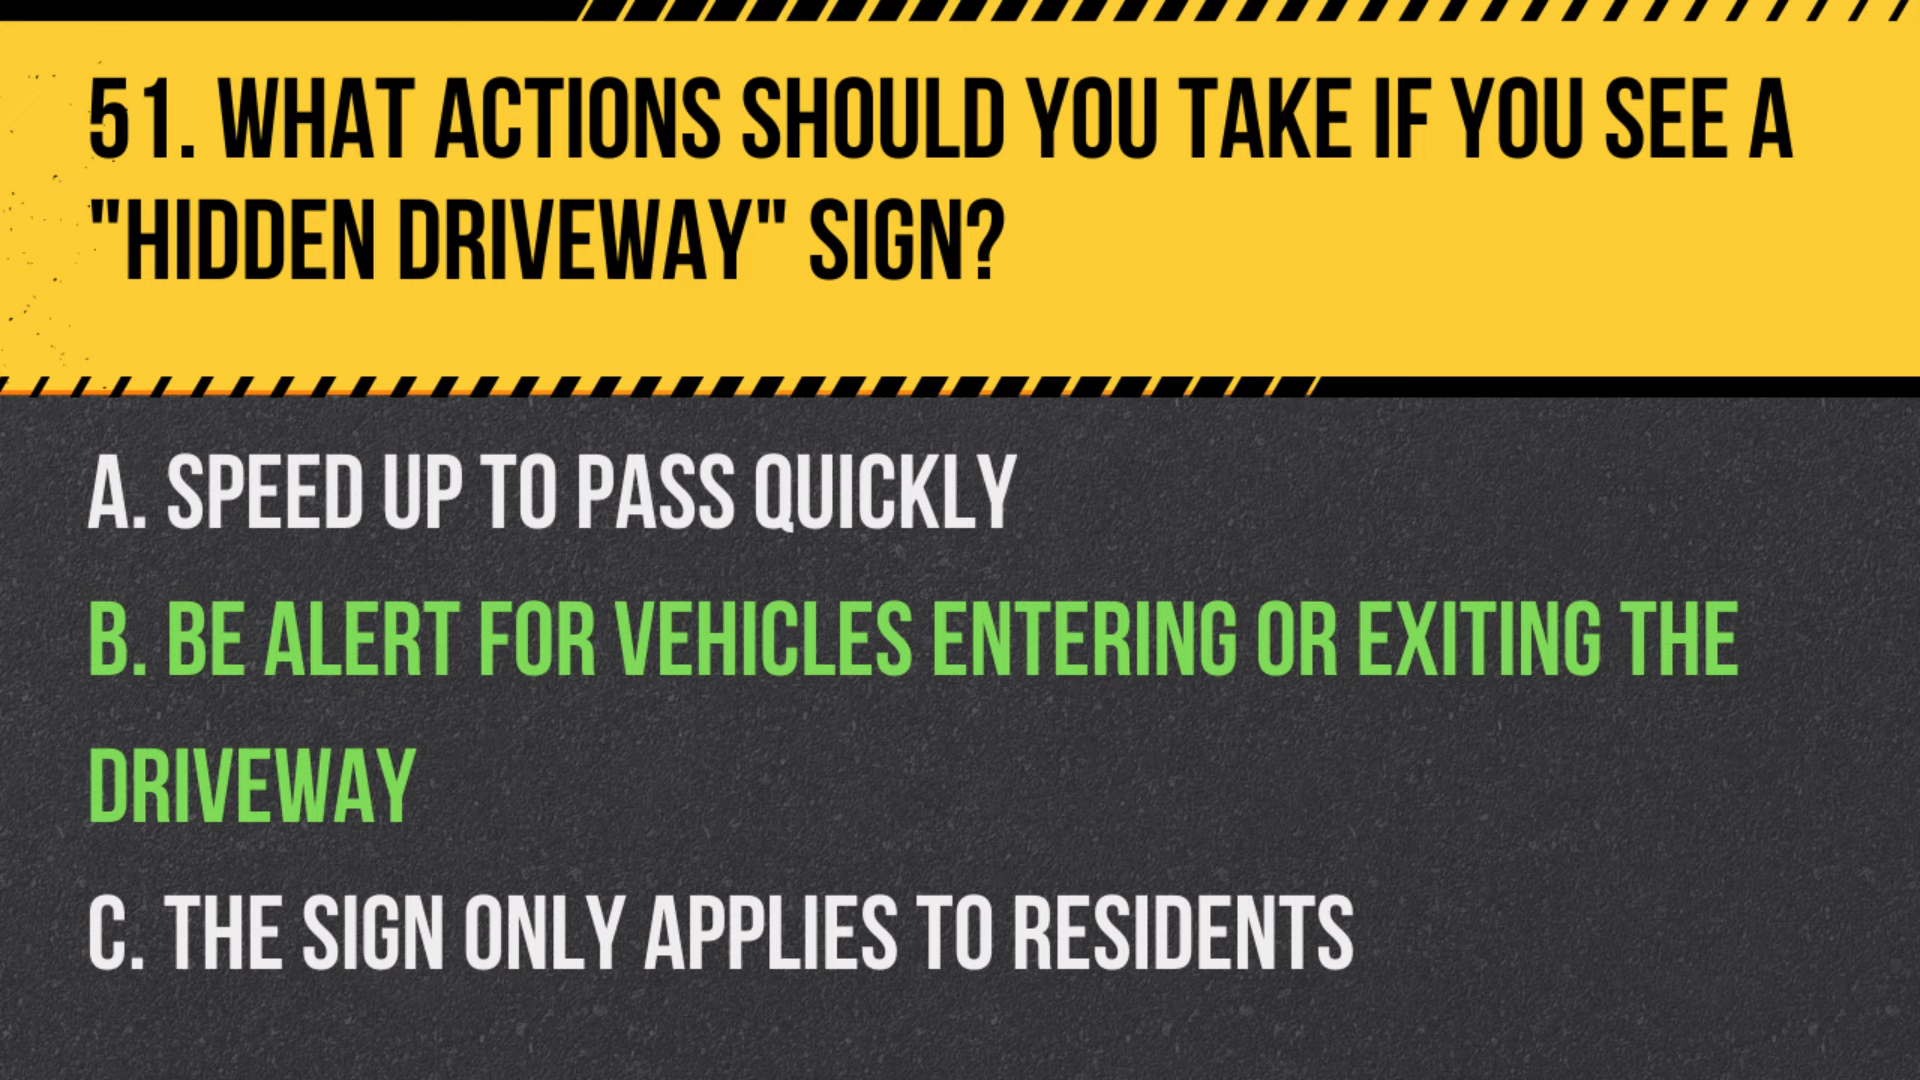 51. WHAT ACTIONS SHOULD YOU TAKE IF YOU SEE A
"HIDDEN DRIVEWAY" SIGN?
A. SPEED UP TO PASS QUICKLY
B. BE ALERT FOR VEHICLES ENTERING OR EXITING THE
DRIVEWAY
C. THE SIGN ONLY APPLIES TO RESIDENTS